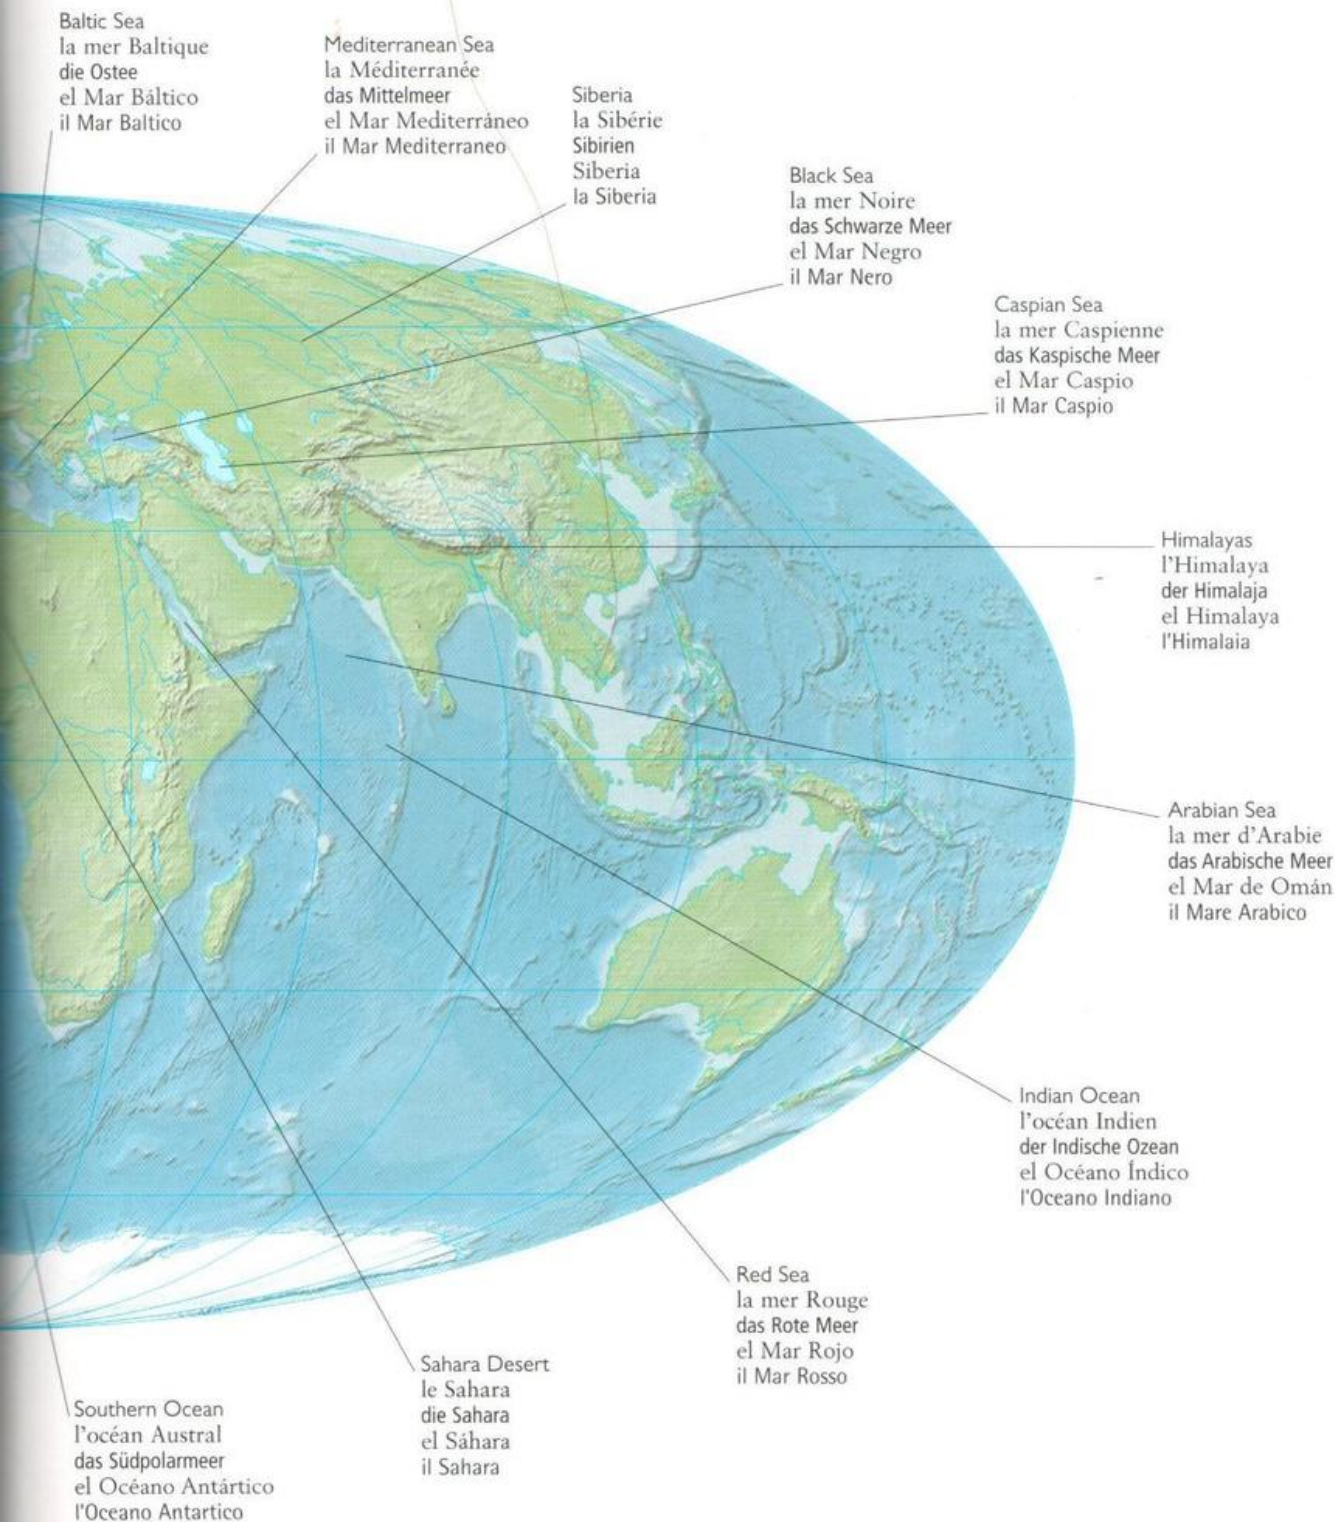 Baltic Sea
la mer Baltique
die Ostee
el Mar Báltico
il Mar Baltico
Mediterranean Sea
la Méditerranée
das Mittelmeer
el Mar Mediterráneo
il Mar Mediterraneo
Siberia
la Sibérie
Sibirien
Siberia
la Siberia
Black Sea
la mer Noire
das Schwarze Meer
el Mar Negro
il Mar Nero
Caspian Sea
la mer Caspienne
das Kaspische Meer
el Mar Caspio
il Mar Caspio
Himalayas
l'Himalaya
der Himalaja
el Himalaya
l'Himalaia
Arabian Sea
la mer d'Arabie
das Arabische Meer
el Mar de Omán
il Mare Arabico
Indian Ocean
l'océan Indien
der Indische Ozean
el Océano Índico
l'Oceano Indiano
Red Sea
la mer Rouge
das Rote Meer
el Mar Rojo
il Mar Rosso
Sahara Desert
le Sahara
die Sahara
el Sáhara
il Sahara
Southern Ocean
l'océan Austral
das Südpolarmeer
el Océano Antártico
l'Oceano Antartico